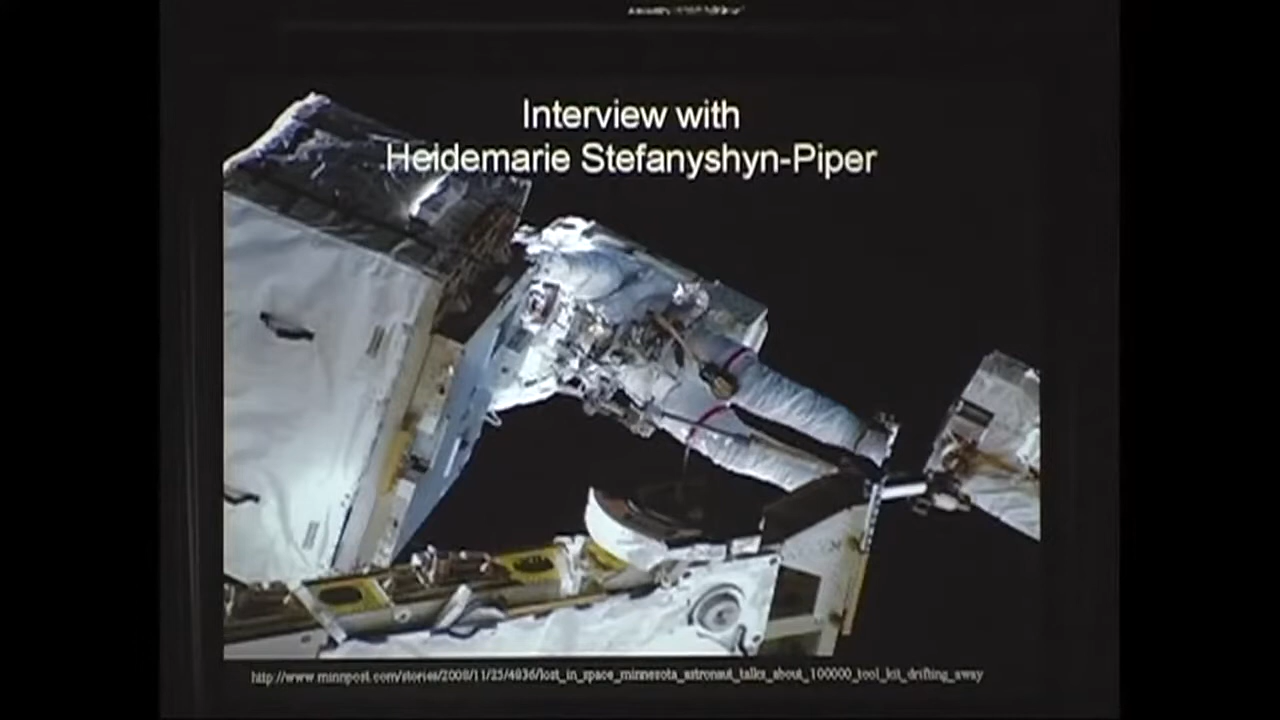 Interview with
Heidemarie Stefanyshyn-Piper
http://www.minnpost.com/stories/2008/11/25/4836/lost_in_space_minnesota_astronaut_talks_about_100000_tool_kit_drifting_away